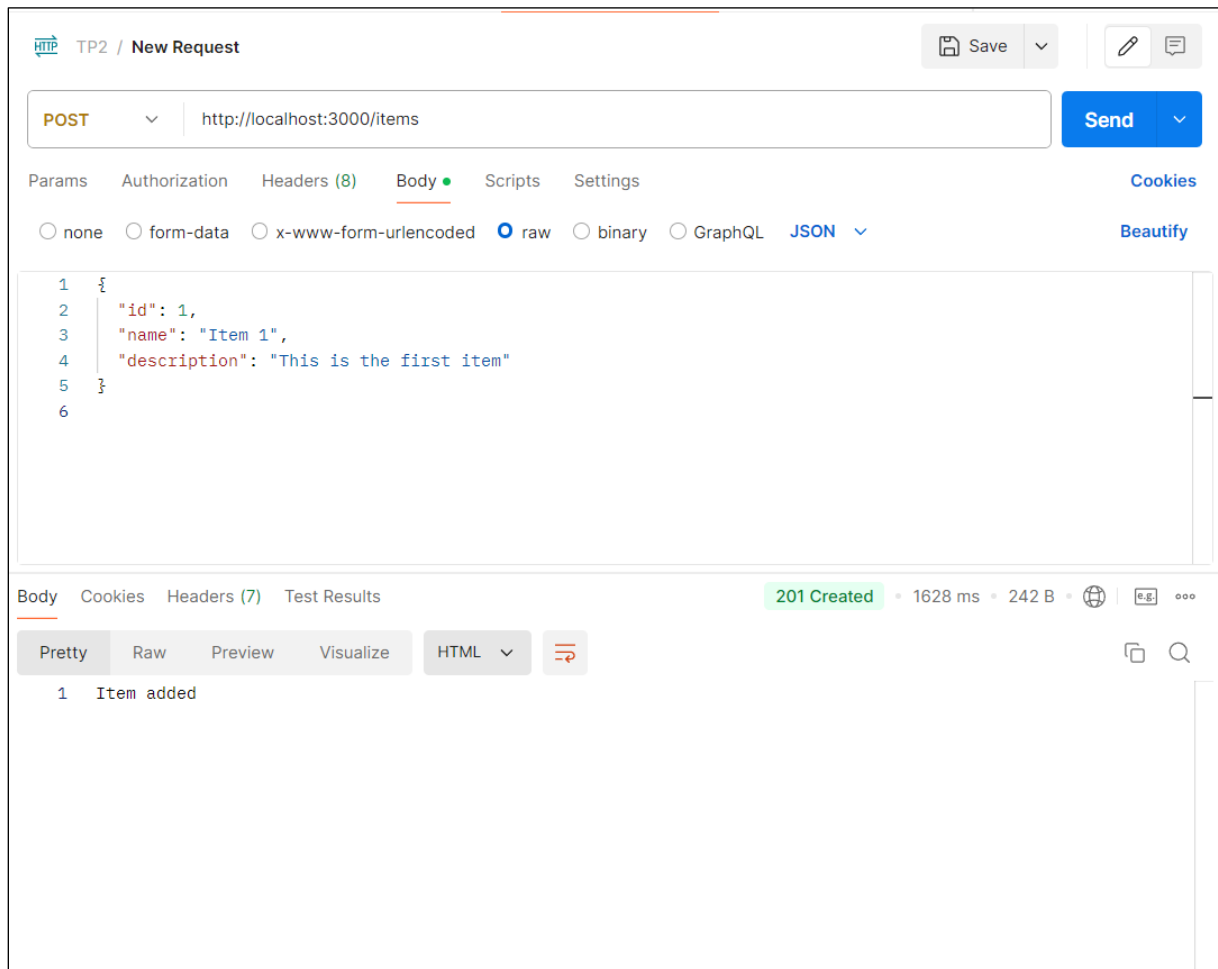 HTTP TP2 / New Request Save
POST http://localhost:3000/items Send
Params Authorization Headers (8) Body Scripts Settings Cookies
none form-data x-www-form-urlencoded raw binary GraphQL JSON Beautify
1 {
2 "id": 1,
3 "name": "Item 1",
4 "description": "This is the first item"
5 }
6
Body Cookies Headers (7) Test Results 201 Created • 1628 ms • 242 B • e.g.
Pretty Raw Preview Visualize HTML
1 Item added